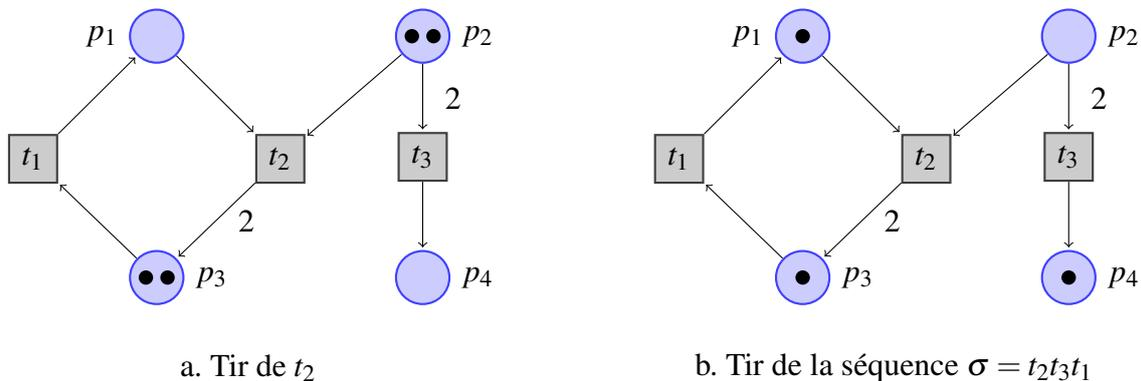 p1 p2 p1 p2
2 2
t1 t2 t3 t1 t2 t3
2 2
p3 p4 p3 p4
a. Tir de t2 b. Tir de la séquence σ = t2t3t1